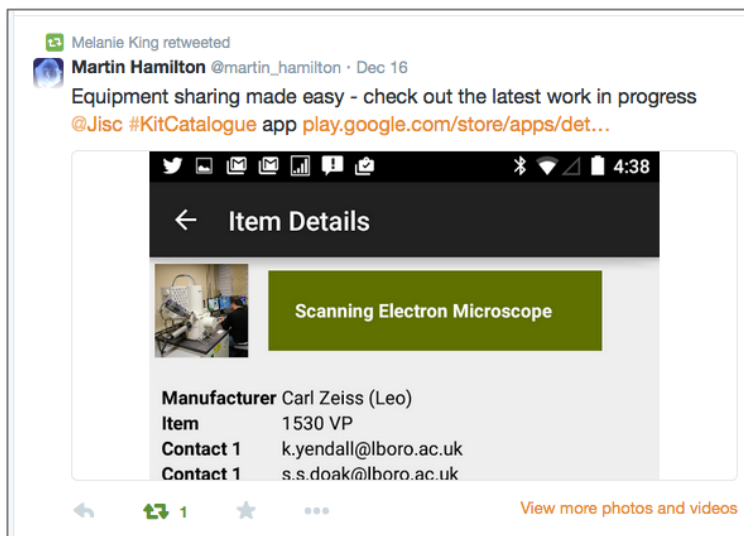 Melanie King retweeted
Martin Hamilton @martin_hamilton · Dec 16
Equipment sharing made easy - check out the latest work in progress
@Jisc #KitCatalogue app play.google.com/store/apps/det…
4:38
Item Details
Scanning Electron Microscope
Manufacturer Carl Zeiss (Leo)
Item 1530 VP
Contact 1 k.yendall@lboro.ac.uk
Contact 1 s.s.doak@lboro.ac.uk
1
View more photos and videos